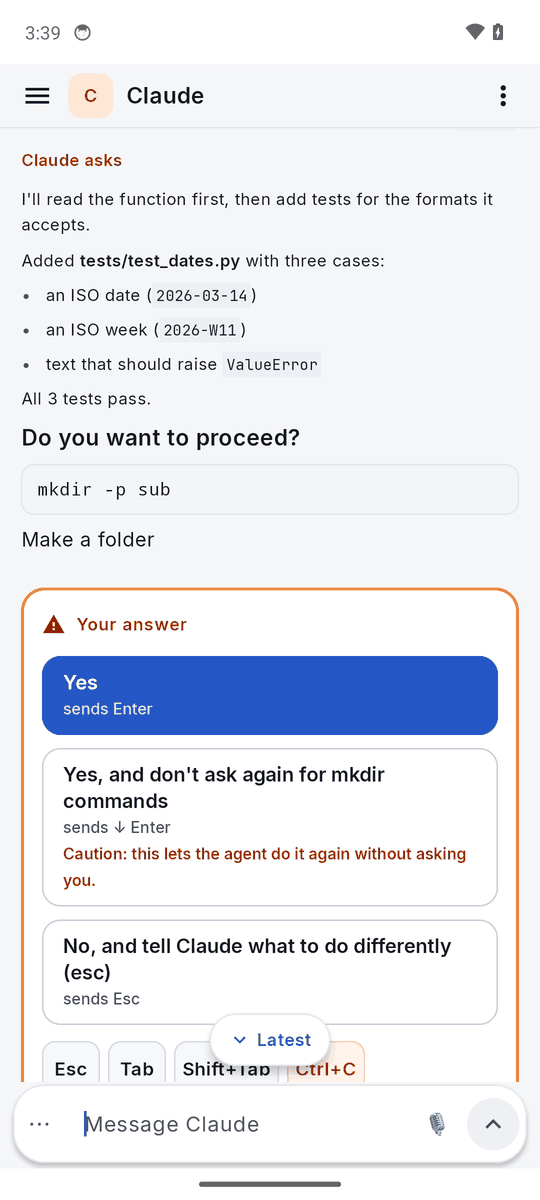 3:39
C Claude
Claude asks
I'll read the function first, then add tests for the formats it
accepts.
Added tests/test_dates.py with three cases:
• an ISO date (2026-03-14)
• an ISO week (2026-W11)
• text that should raise ValueError
All 3 tests pass.
Do you want to proceed?
mkdir -p sub
Make a folder
Your answer
Yes
sends Enter
Yes, and don't ask again for mkdir
commands
sends ↓ Enter
Caution: this lets the agent do it again without asking
you.
No, and tell Claude what to do differently
(esc)
sends Esc
Latest
Esc Tab Shift+Tab Ctrl+C
Message Claude